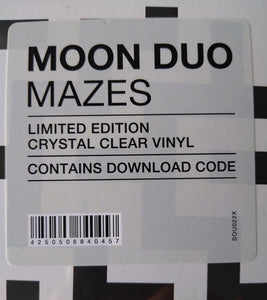 MOON DUO
MAZES
LIMITED EDITION
CRYSTAL CLEAR VINYL
CONTAINS DOWNLOAD CODE
4250506840457
SOU022X